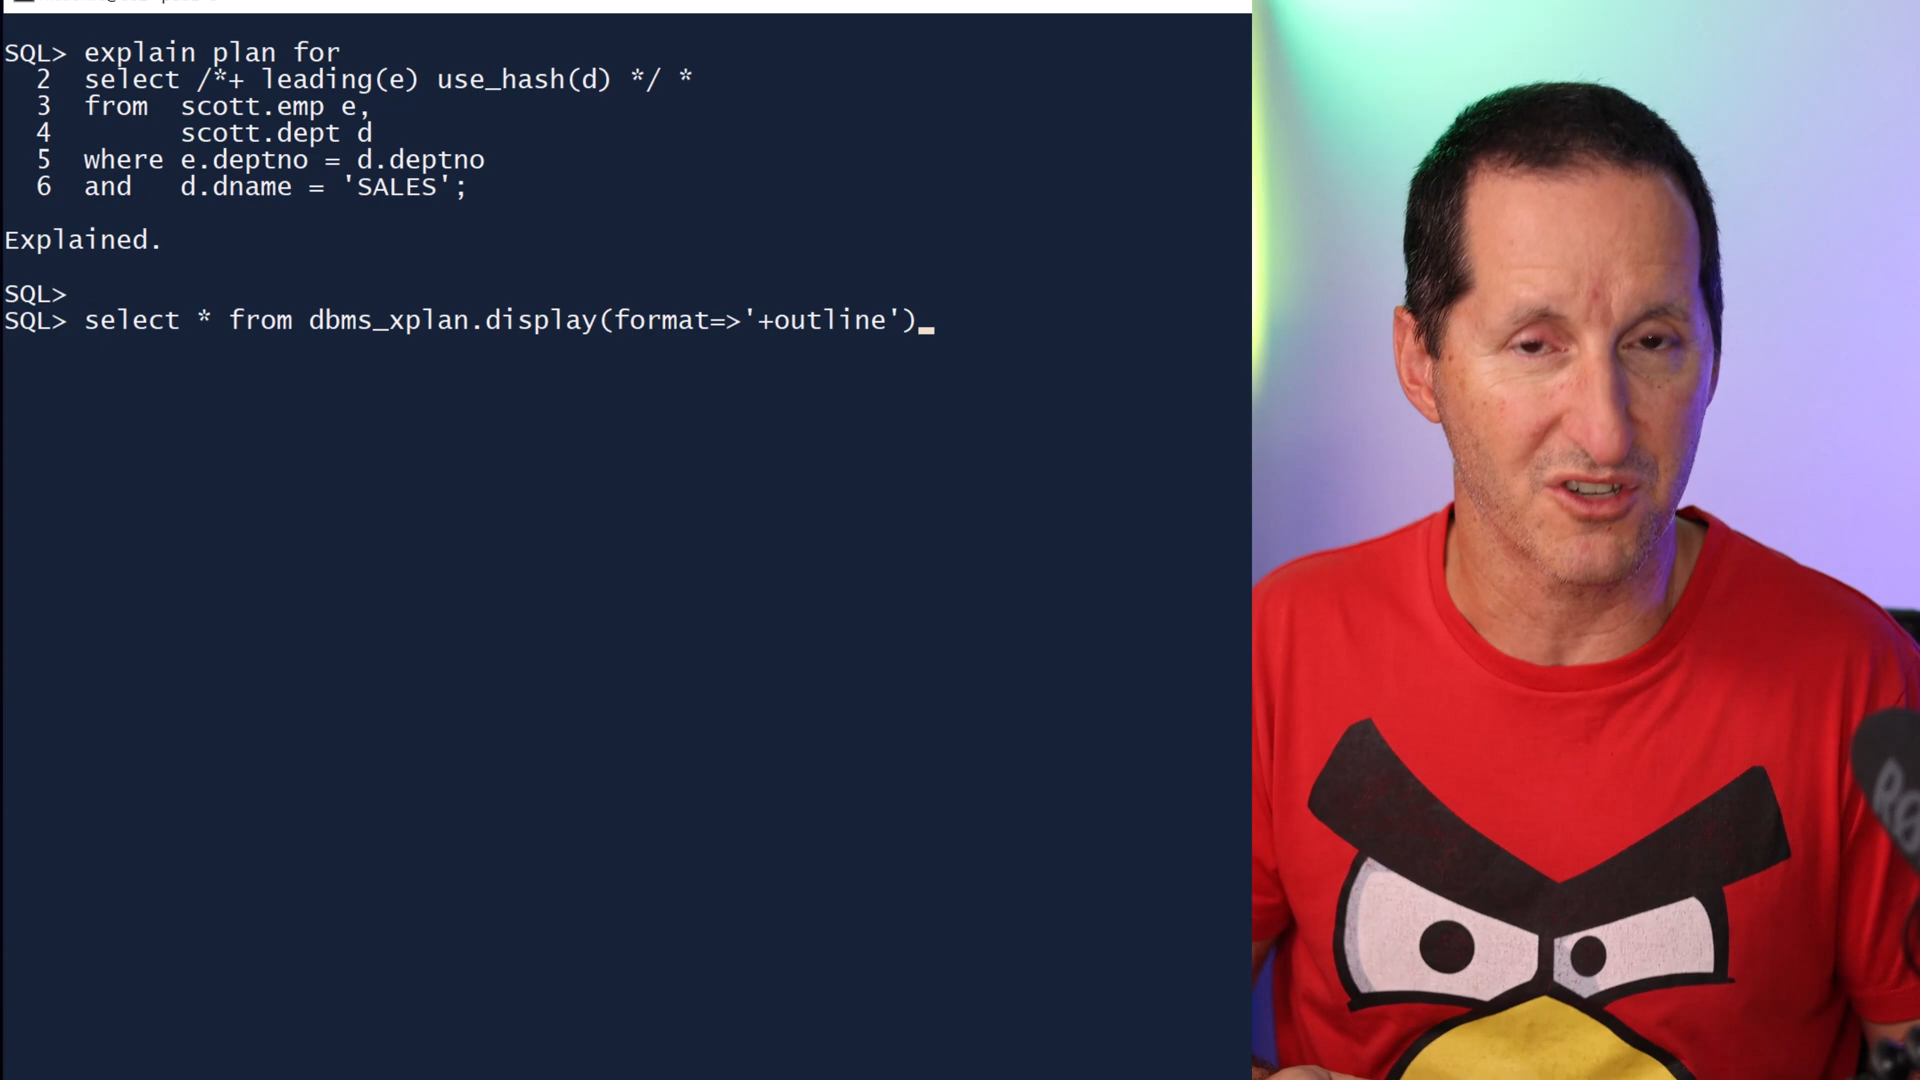 SQL> explain plan for
2 select /*+ leading(e) use_hash(d) */ *
3 from scott.emp e,
4 scott.dept d
5 where e.deptno = d.deptno
6 and d.dname = 'SALES';
Explained.
SQL>
SQL> select * from dbms_xplan.display(format=>'+outline')